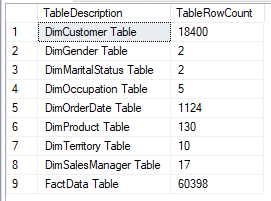 TableDescription TableRowCount
1 DimCustomer Table 18400
2 DimGender Table 2
3 DimMaritalStatus Table 2
4 DimOccupation Table 5
5 DimOrderDate Table 1124
6 DimProduct Table 130
7 DimTerritory Table 10
8 DimSalesManager Table 17
9 FactData Table 60398